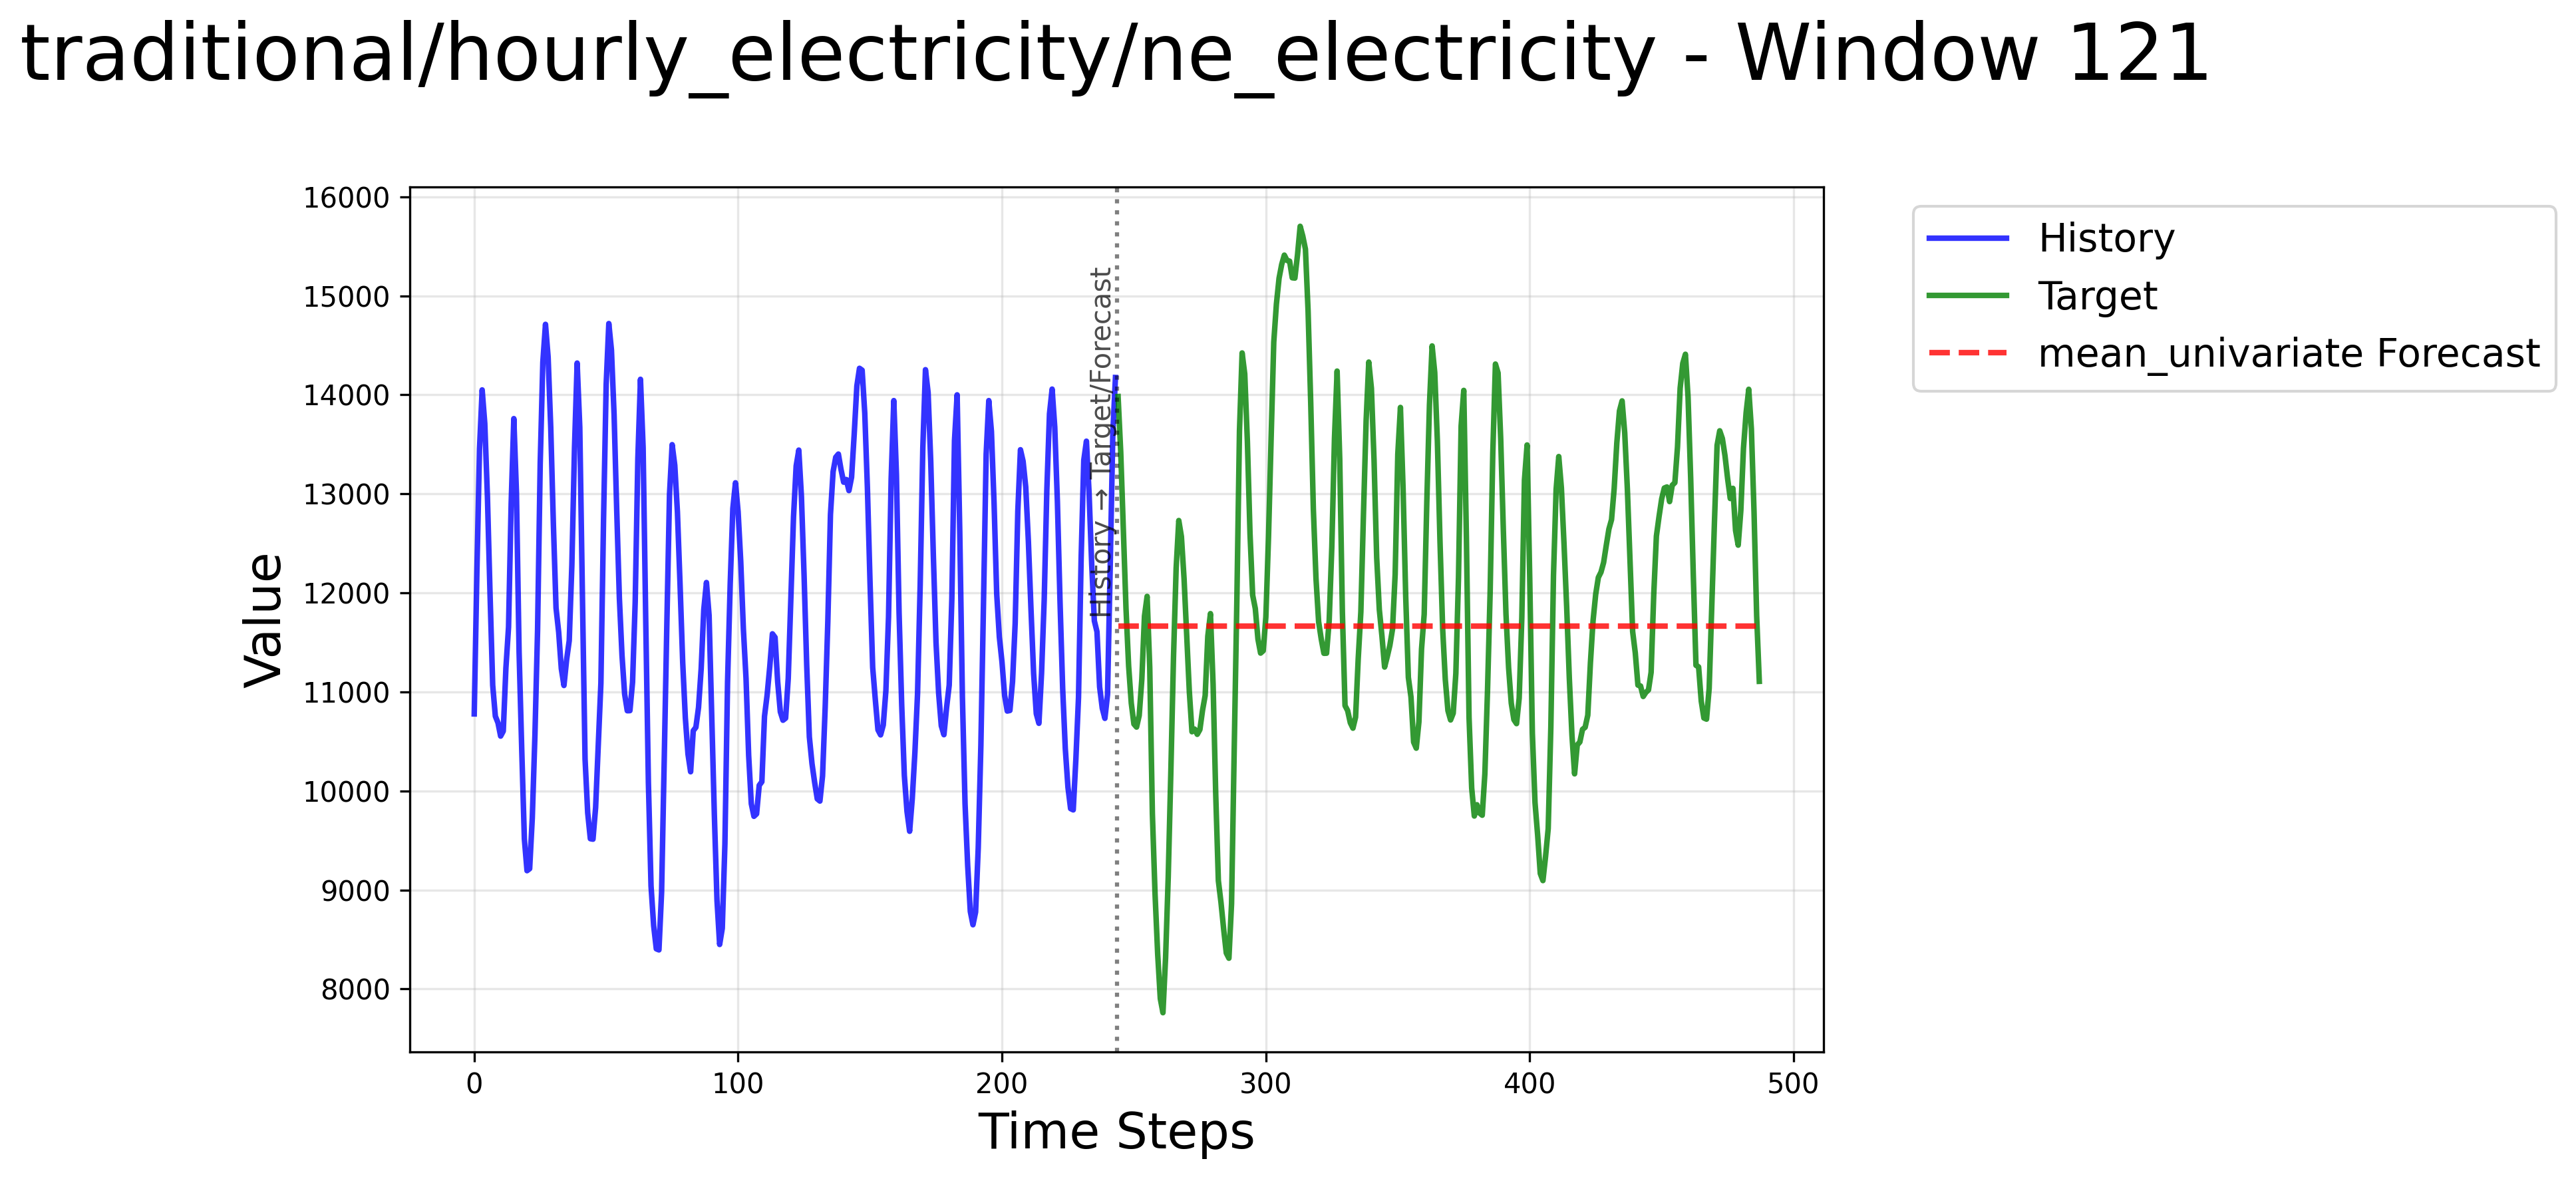 traditional/hourly_electricity/ne_electricity - Window 121
16000
15000
14000
13000
12000
11000
10000
9000
8000
Value
History → Target/Forecast
0
100
200
300
400
500
Time Steps
History
Target
mean_univariate Forecast